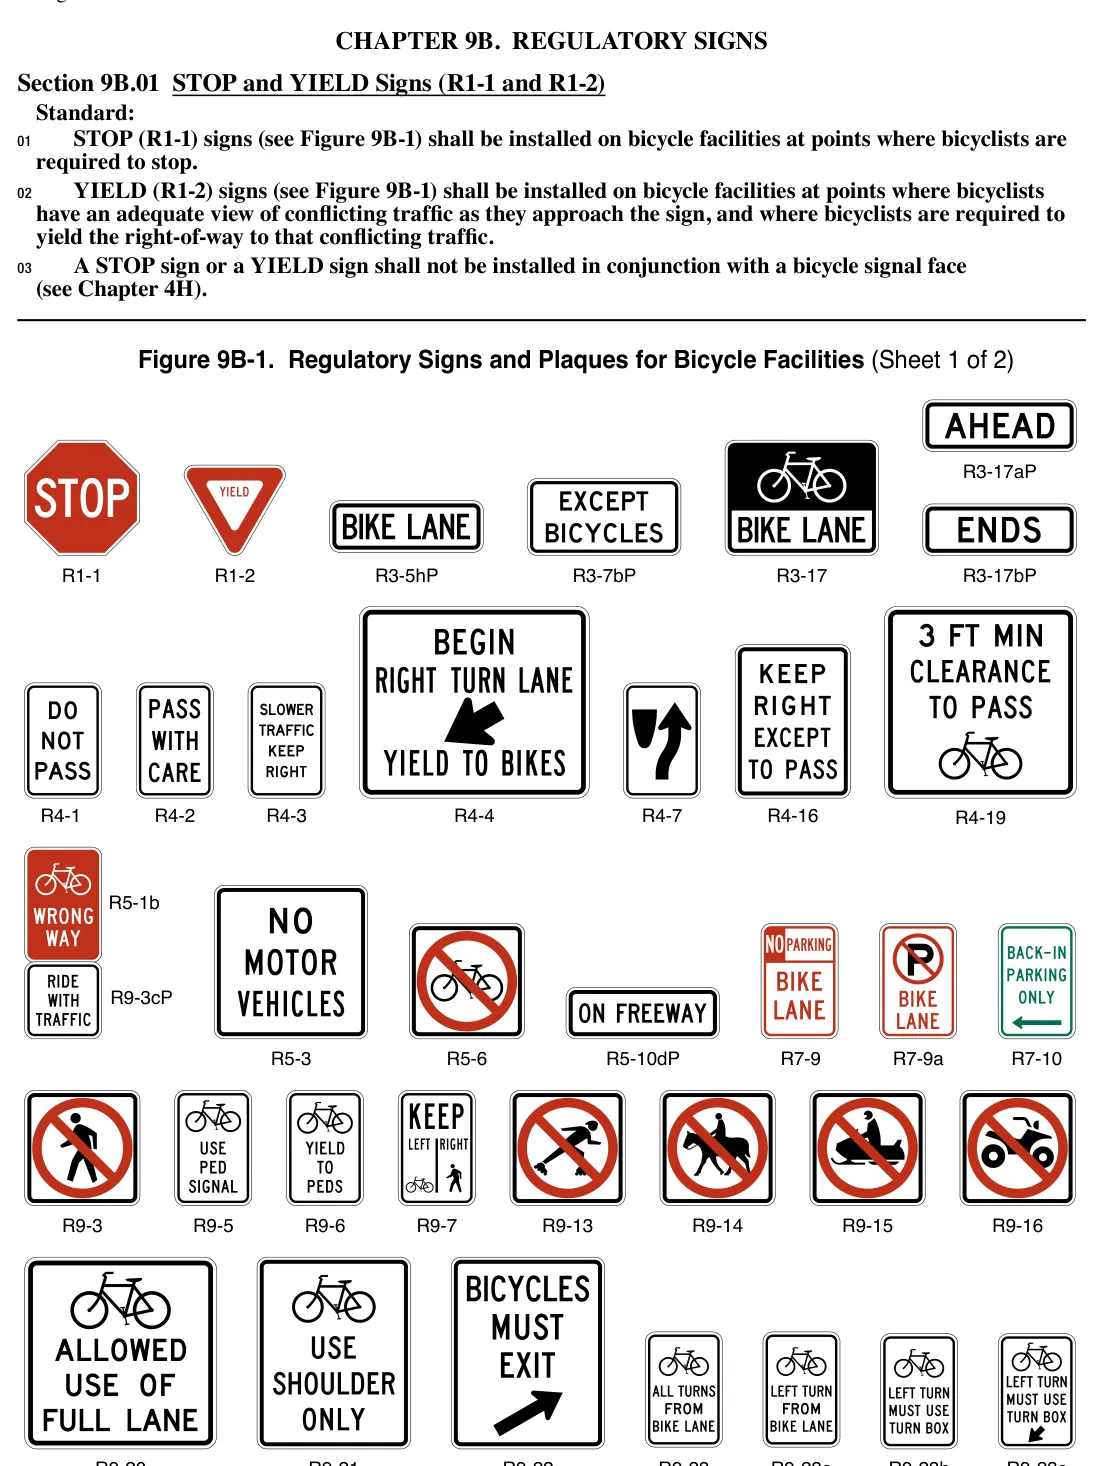 CHAPTER 9B. REGULATORY SIGNS
Section 9B.01 STOP and YIELD Signs (R1-1 and R1-2)
Standard:
01 STOP (R1-1) signs (see Figure 9B-1) shall be installed on bicycle facilities at points where bicyclists are
required to stop.
02 YIELD (R1-2) signs (see Figure 9B-1) shall be installed on bicycle facilities at points where bicyclists
have an adequate view of conflicting traffic as they approach the sign, and where bicyclists are required to
yield the right-of-way to that conflicting traffic.
03 A STOP sign or a YIELD sign shall not be installed in conjunction with a bicycle signal face
(see Chapter 4H).
Figure 9B-1. Regulatory Signs and Plaques for Bicycle Facilities (Sheet 1 of 2)
STOP
R1-1
YIELD
R1-2
BIKE LANE
R3-5hP
EXCEPT
BICYCLES
R3-7bP
BIKE LANE
R3-17
AHEAD
R3-17aP
ENDS
R3-17bP
DO
NOT
PASS
R4-1
PASS
WITH
CARE
R4-2
SLOWER
TRAFFIC
KEEP
RIGHT
R4-3
BEGIN
RIGHT TURN LANE
YIELD TO BIKES
R4-4
R4-7
KEEP
RIGHT
EXCEPT
TO PASS
R4-16
3 FT MIN
CLEARANCE
TO PASS
R4-19
WRONG
WAY
R5-1b
RIDE
WITH
TRAFFIC
R9-3cP
NO
MOTOR
VEHICLES
R5-3
R5-6
ON FREEWAY
R5-10dP
NO PARKING
BIKE
LANE
R7-9
P
BIKE
LANE
R7-9a
BACK-IN
PARKING
ONLY
R7-10
R9-3
USE
PED
SIGNAL
R9-5
YIELD
TO
PEDS
R9-6
KEEP
LEFT RIGHT
R9-7
R9-13
R9-14
R9-15
R9-16
ALLOWED
USE OF
FULL LANE
USE
SHOULDER
ONLY
BICYCLES
MUST
EXIT
ALL TURNS
FROM
BIKE LANE
LEFT TURN
FROM
BIKE LANE
LEFT TURN
MUST USE
TURN BOX
LEFT TURN
MUST USE
TURN BOX